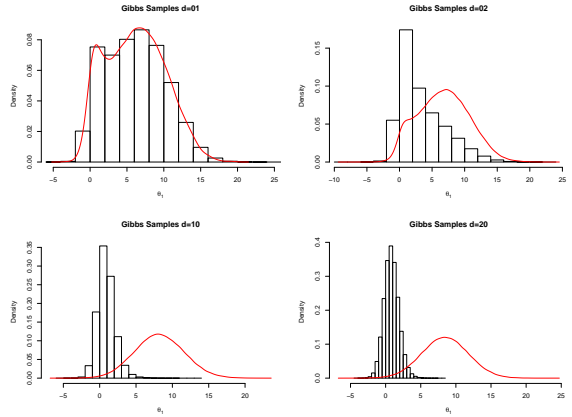 Gibbs Samples d=01
Density
0.00
0.04
0.08
−5 0 5 10 15 20 25
θ1
Gibbs Samples d=02
Density
0.00
0.05
0.10
0.15
−10 −5 0 5 10 15 20 25
θ1
Gibbs Samples d=10
Density
0.00
0.05
0.10
0.15
0.20
0.25
0.30
0.35
−5 0 5 10 15 20
θ1
Gibbs Samples d=20
Density
0.0
0.1
0.2
0.3
0.4
−5 0 5 10 15 20 25
θ1